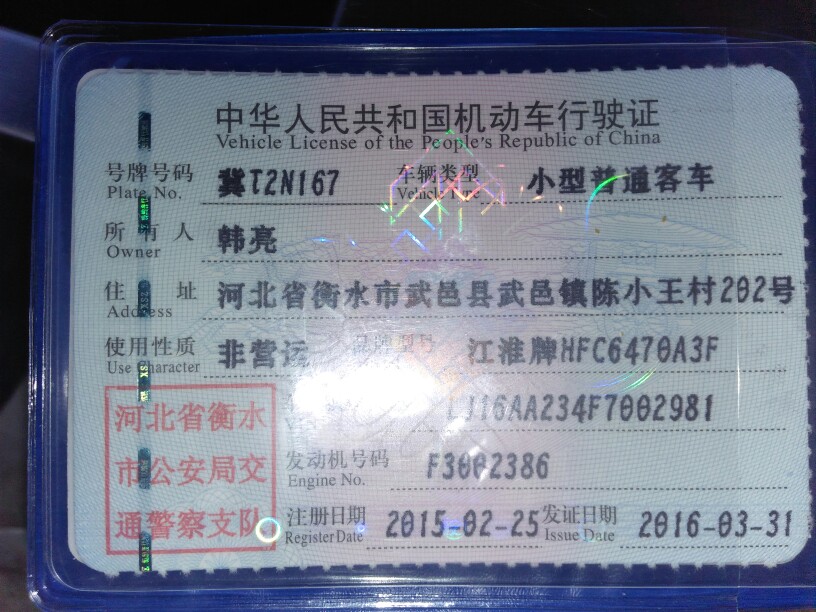 中华人民共和国机动车行驶证
Vehicle License of the People's Republic of China
号牌号码 冀T2N167 车辆类型 小型普通客车
Plate No. Vehicle Type
所有人 韩亮
Owner
住址 河北省衡水市武邑县武邑镇陈小王村202号
Address
使用性质 非营运 品牌型号 江淮牌HFC6470A3F
Use Character
LJ16AA234F7002981
河北省衡水
市公安局交
通警察支队
发动机号码 F3002386
Engine No.
注册日期 2015-02-25 发证日期 2016-03-31
Register Date Issue Date